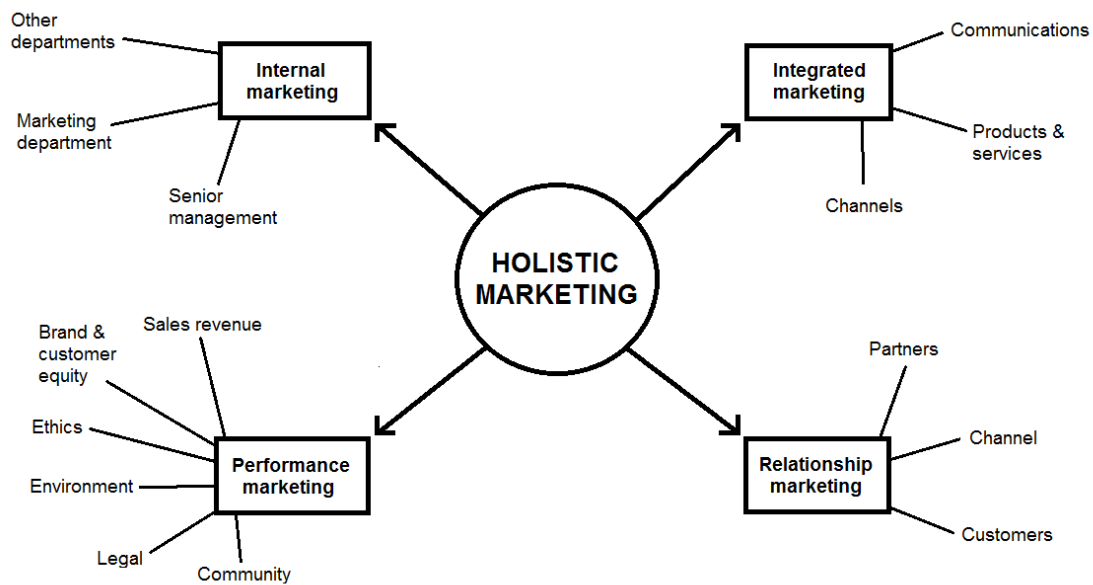 Other
departments
Internal
marketing
Marketing
department
Senior
management
Communications
Integrated
marketing
Products &
services
Channels
HOLISTIC
MARKETING
Sales revenue
Brand &
customer
equity
Ethics
Environment
Legal
Community
Performance
marketing
Partners
Channel
Relationship
marketing
Customers